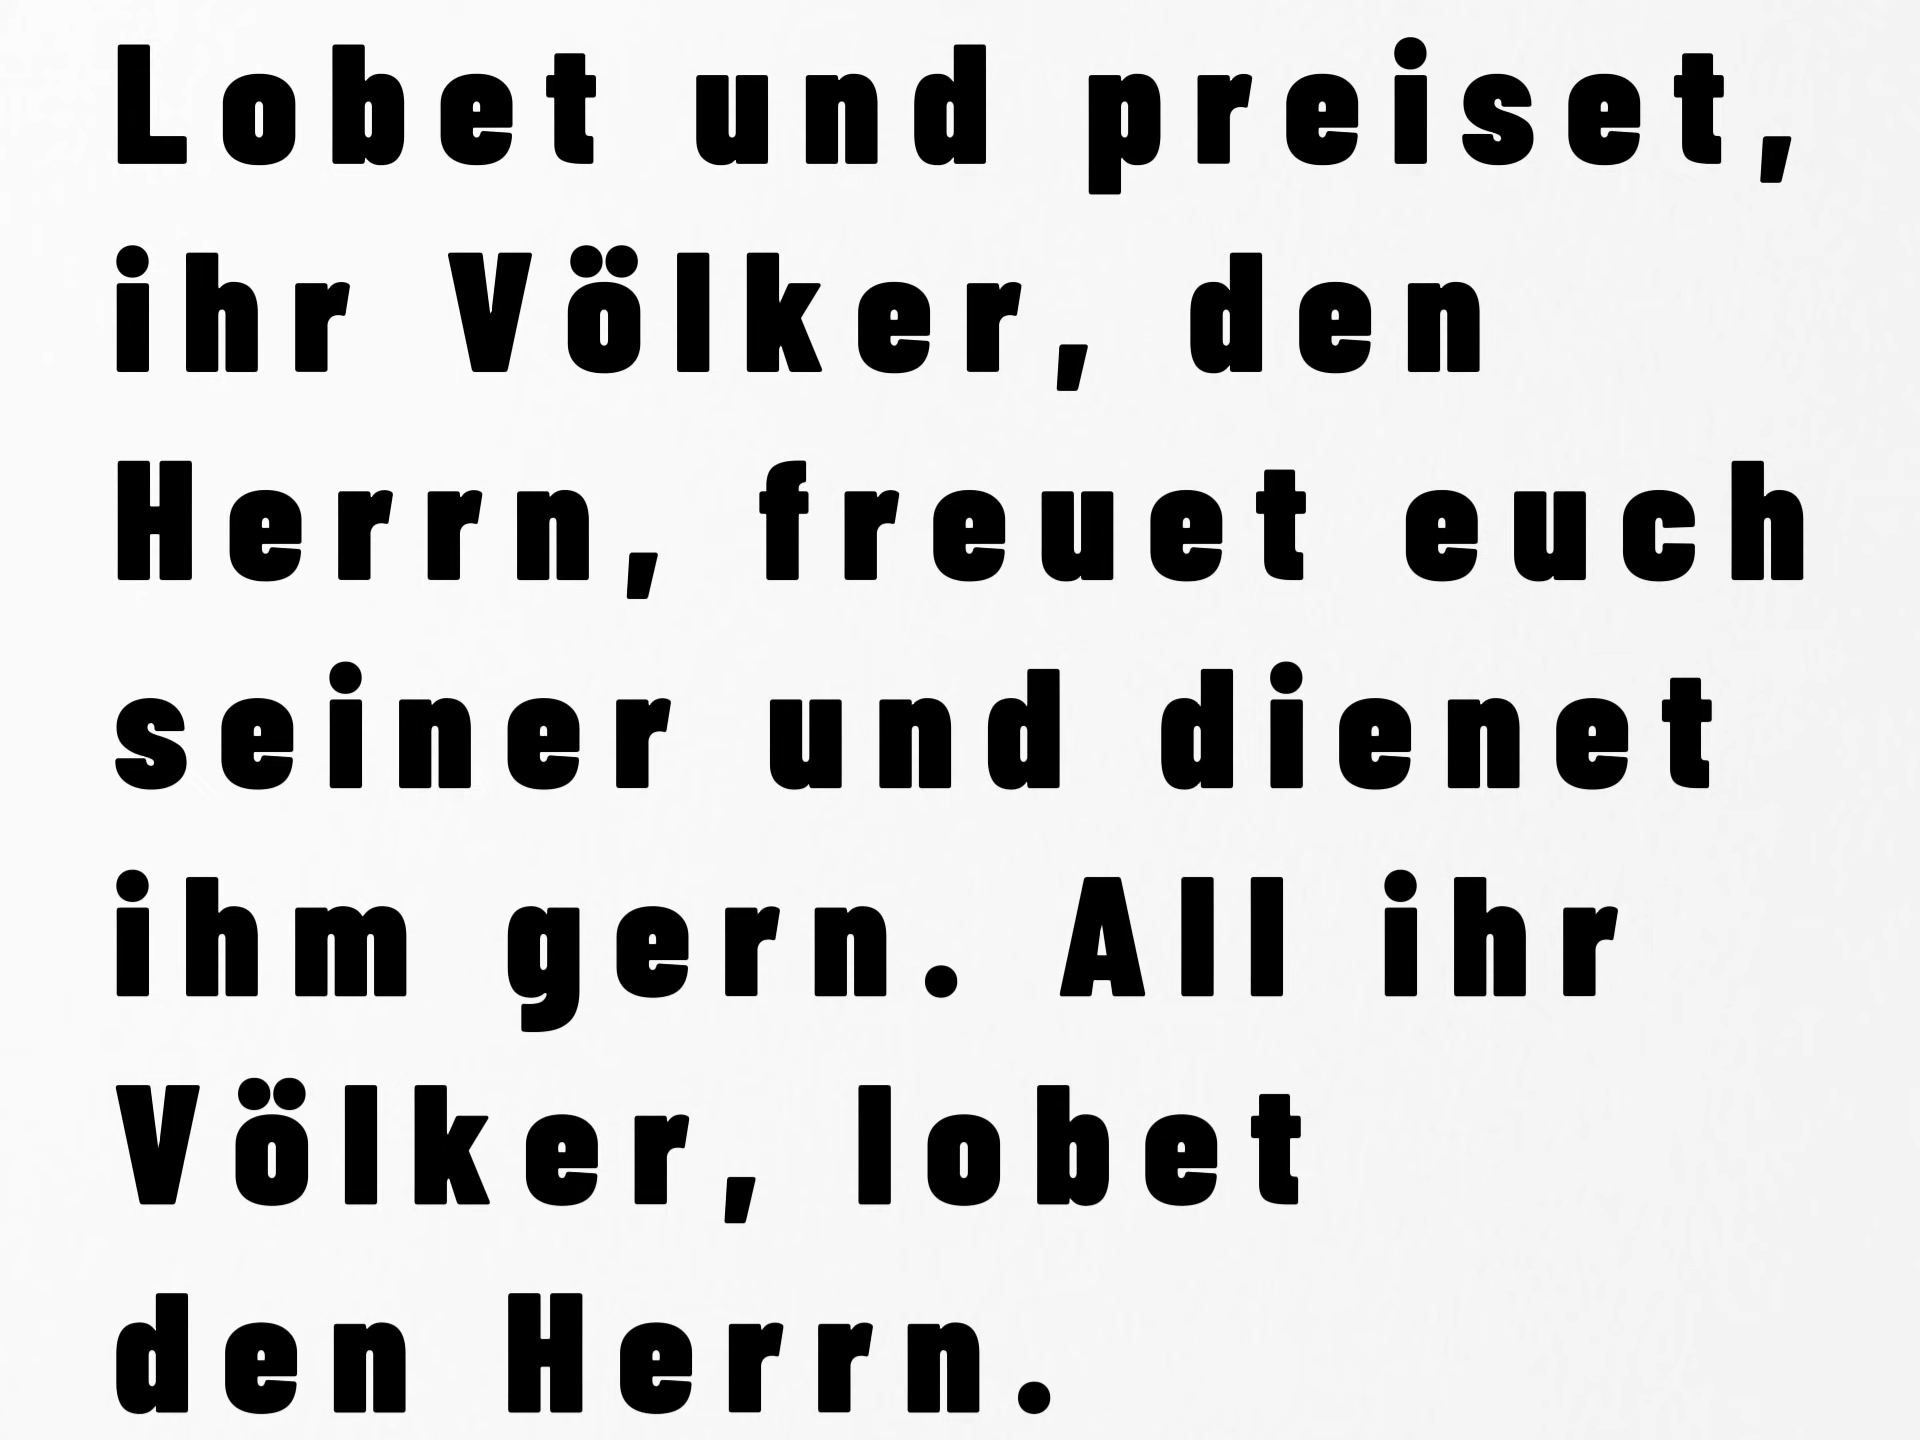 Lobet und preiset,
ihr Völker, den
Herrn, freuet euch
seiner und dienet
ihm gern. All ihr
Völker, lobet
den Herrn.